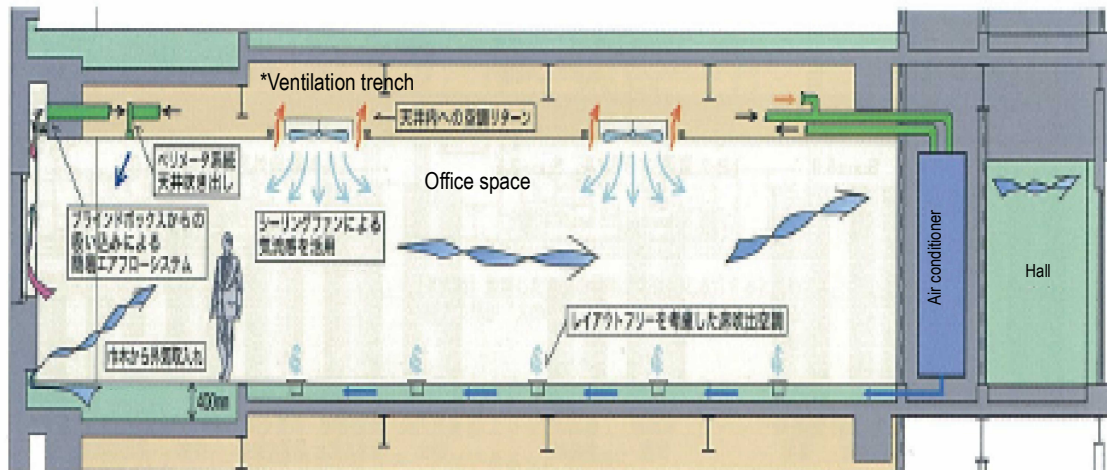 *Ventilation trench
天井内への空調リターン
ペリメータ系統
天井吹き出し
Office space
ブラインドボックスからの
吸い込みによる
簡易エアフローシステム
シーリングファンによる
気流感を活用
Air conditioner
Hall
レイアウトフリーを考慮した床吹出空調
巾木から外気取入れ
400mm